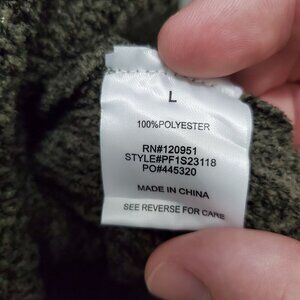 L
100%POLYESTER
RN#120951
STYLE#PF1S23118
PO#445320
MADE IN CHINA
SEE REVERSE FOR CARE